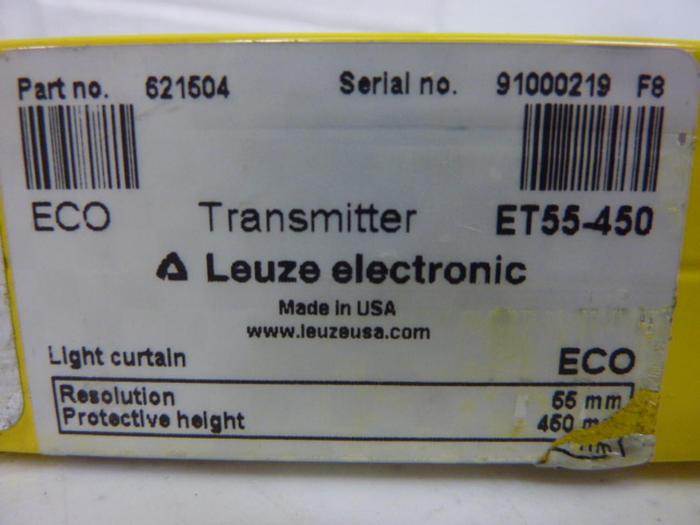 Part no. 621504 Serial no. 91000219 F8
ECO Transmitter ET55-450
Leuze electronic
Made in USA
www.leuzeusa.com
Light curtain ECO
Resolution 55 mm
Protective height 450